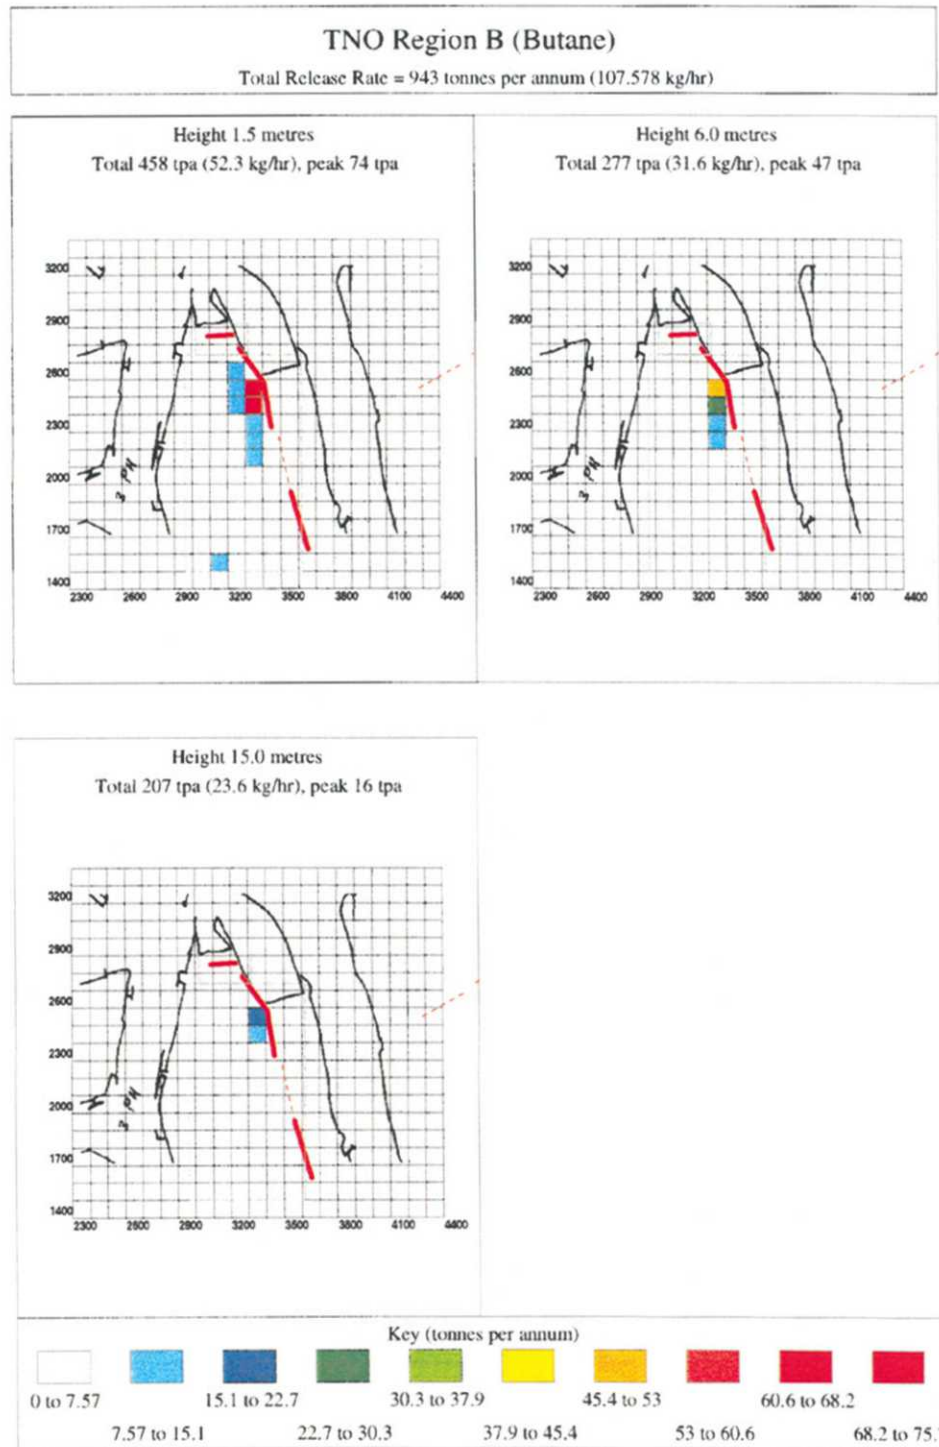 TNO Region B (Butane)
Total Release Rate = 943 tonnes per annum (107.578 kg/hr)
Height 1.5 metres
Total 458 tpa (52.3 kg/hr), peak 74 tpa
3200
2900
2600
2300
2000
1700
1400
2300 2600 2900 3200 3500 3800 4100 4400
Height 6.0 metres
Total 277 tpa (31.6 kg/hr), peak 47 tpa
3200
2900
2600
2300
2000
1700
1400
2300 2600 2900 3200 3500 3800 4100 4400
Height 15.0 metres
Total 207 tpa (23.6 kg/hr), peak 16 tpa
3200
2900
2600
2300
2000
1700
1400
2300 2600 2900 3200 3500 3800 4100 4400
Key (tonnes per annum)
0 to 7.57 15.1 to 22.7 30.3 to 37.9 45.4 to 53 60.6 to 68.2
7.57 to 15.1 22.7 to 30.3 37.9 to 45.4 53 to 60.6 68.2 to 75.